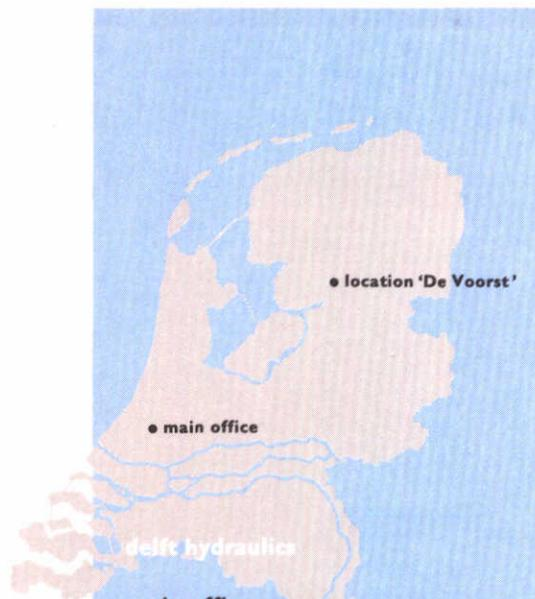 • location 'De Voorst'
• main office
delft hydraulics